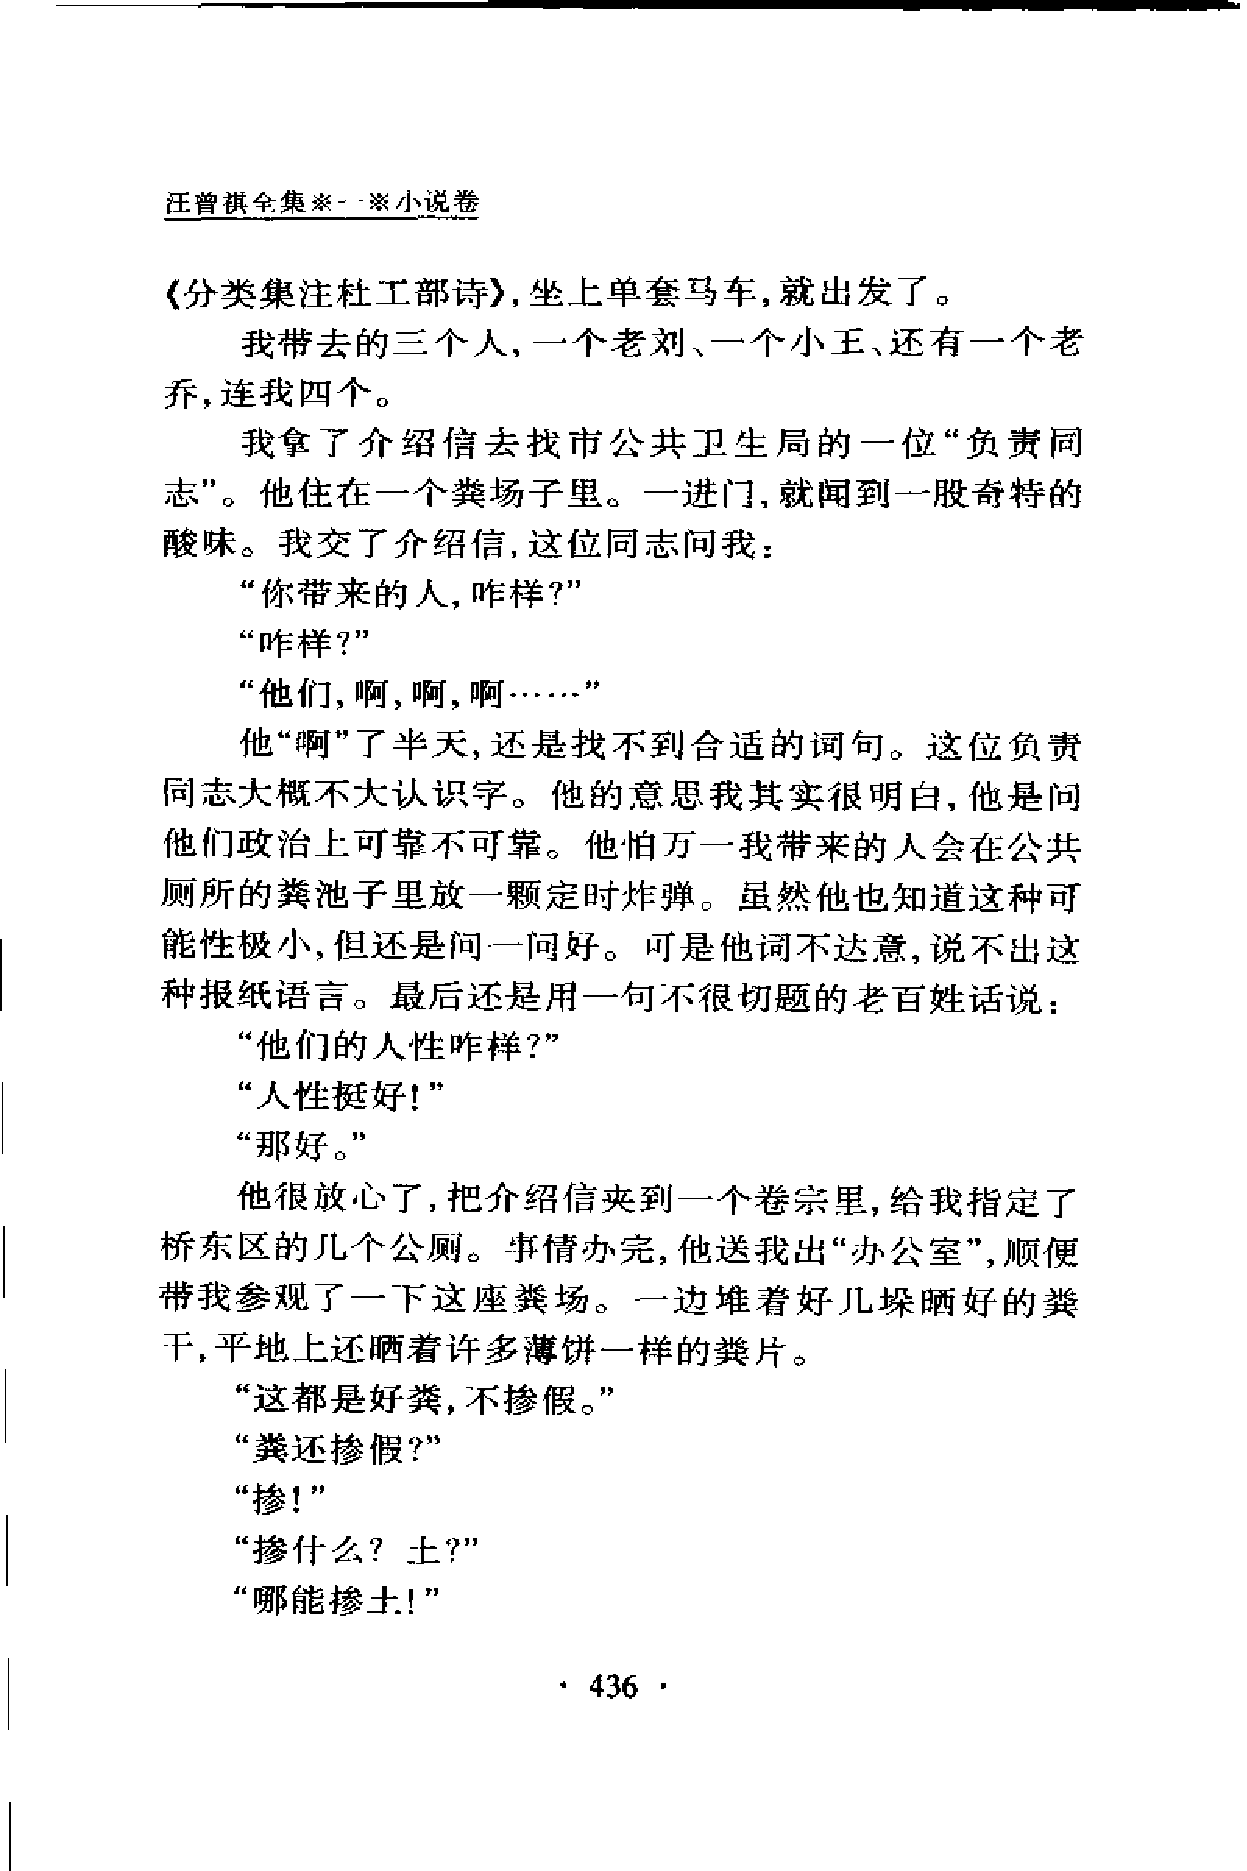 汪曾祺全集※一※小说卷
《分类集注杜工部诗》,坐上单套马车,就出发了。
我带去的三个人,一个老刘、一个小王、还有一个老
乔,连我四个。
我拿了介绍信去找市公共卫生局的一位“负责同
志”。他住在一个粪场子里。一进门,就闻到一股奇特的
酸味。我交了介绍信,这位同志问我:
“你带来的人,咋样?”
“咋样?”
“他们,啊,啊,啊……”
他“啊”了半天,还是找不到合适的词句。这位负责
同志大概不大认识字。他的意思我其实很明白,他是问
他们政治上可靠不可靠。他怕万一我带来的人会在公共
厕所的粪池子里放一颗定时炸弹。虽然他也知道这种可
能性极小,但还是问一问好。可是他词不达意,说不出这
种报纸语言。最后还是用一句不很切题的老百姓话说:
“他们的人性咋样?”
“人性挺好!”
“那好。”
他很放心了,把介绍信夹到一个卷宗里,给我指定了
桥东区的几个公厕。事情办完,他送我出“办公室”,顺便
带我参观了一下这座粪场。一边堆着好几垛晒好的粪
干,平地上还晒着许多薄饼一样的粪片。
“这都是好粪,不掺假。”
“粪还掺假?”
“掺!”
“掺什么? 土?”
“哪能掺土!”
· 436 ·